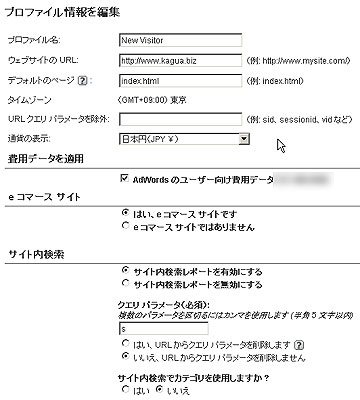 プロファイル情報を編集
プロファイル名: New Visitor
ウェブサイトの URL: http://www.kagua.biz (例: http://www.mysite.com/)
デフォルトのページ ?: index.html (例: index.html)
タイムゾーン (GMT+09:00) 東京
URL クエリ パラメータを除外: (例: sid、sessionid、vid など)
通貨の表示: 日本円(JPY ¥)
費用データを適用
AdWords のユーザー向け費用データ
e コマース サイト
はい、e コマース サイトです
e コマース サイトではありません
サイト内検索
サイト内検索レポートを有効にする
サイト内検索レポートを無効にする
クエリ パラメータ(必須):
複数のパラメータを区切るにはカンマを使用します (半角 5 文字以内)
s
はい、URL からクエリ パラメータを削除します ?
いいえ、URL からクエリ パラメータを削除しません
サイト内検索でカテゴリを使用しますか?
はい いいえ